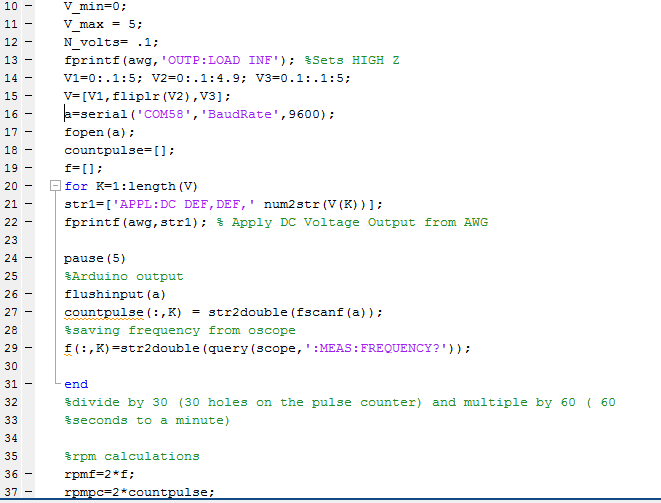 10 – V_min=0;
11 – V_max = 5;
12 – N_volts= .1;
13 – fprintf(awg,'OUTP:LOAD INF'); %Sets HIGH Z
14 – V1=0:.1:5; V2=0:.1:4.9; V3=0.1:.1:5;
15 – V=[V1,fliplr(V2),V3];
16 – a=serial('COM58','BaudRate',9600);
17 – fopen(a);
18 – countpulse=[];
19 – f=[];
20 – for K=1:length(V)
21 – str1=['APPL:DC DEF,DEF,' num2str(V(K))];
22 – fprintf(awg,str1); % Apply DC Voltage Output from AWG
23
24 – pause(5)
25 %Arduino output
26 – flushinput(a)
27 – countpulse(:,K) = str2double(fscanf(a));
28 %saving frequency from oscope
29 – f(:,K)=str2double(query(scope,':MEAS:FREQUENCY?'));
30
31 – end
32 %divide by 30 (30 holes on the pulse counter) and multiple by 60 ( 60
33 %seconds to a minute)
34
35 %rpm calculations
36 – rpmf=2*f;
37 – rpmpc=2*countpulse;